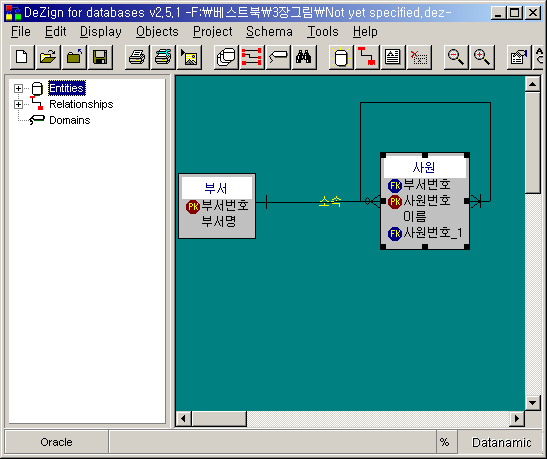 DeZign for databases v2.5.1 -F:₩베스트북₩3장그림₩Not yet specified,dez-
File Edit Display Objects Project Schema Tools Help
Entities
Relationships
Domains
부서
PK 부서번호
부서명
소속
사원
FK 부서번호
PK 사원번호
이름
FK 사원번호_1
Oracle
% Datanamic